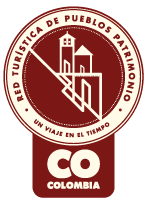 RED TURÍSTICA DE PUEBLOS PATRIMONIO
• UN VIAJE EN EL TIEMPO •
CO
COLOMBIA